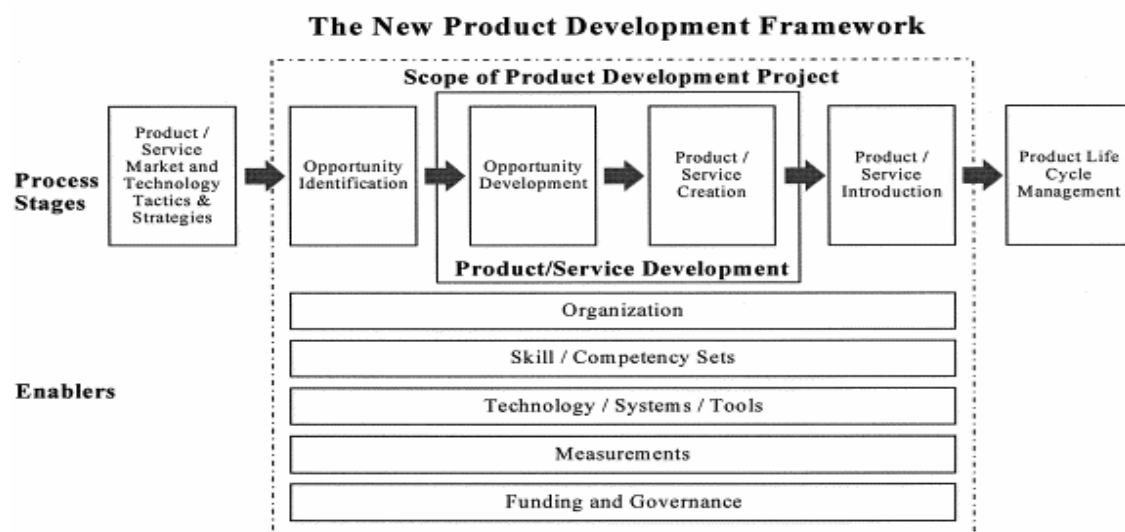 The New Product Development Framework
Scope of Product Development Project
Process
Stages
Product /
Service
Market and
Technology
Tactics &
Strategies
Opportunity
Identification
Opportunity
Development
Product /
Service
Creation
Product /
Service
Introduction
Product Life
Cycle
Management
Product/Service Development
Enablers
Organization
Skill / Competency Sets
Technology / Systems / Tools
Measurements
Funding and Governance